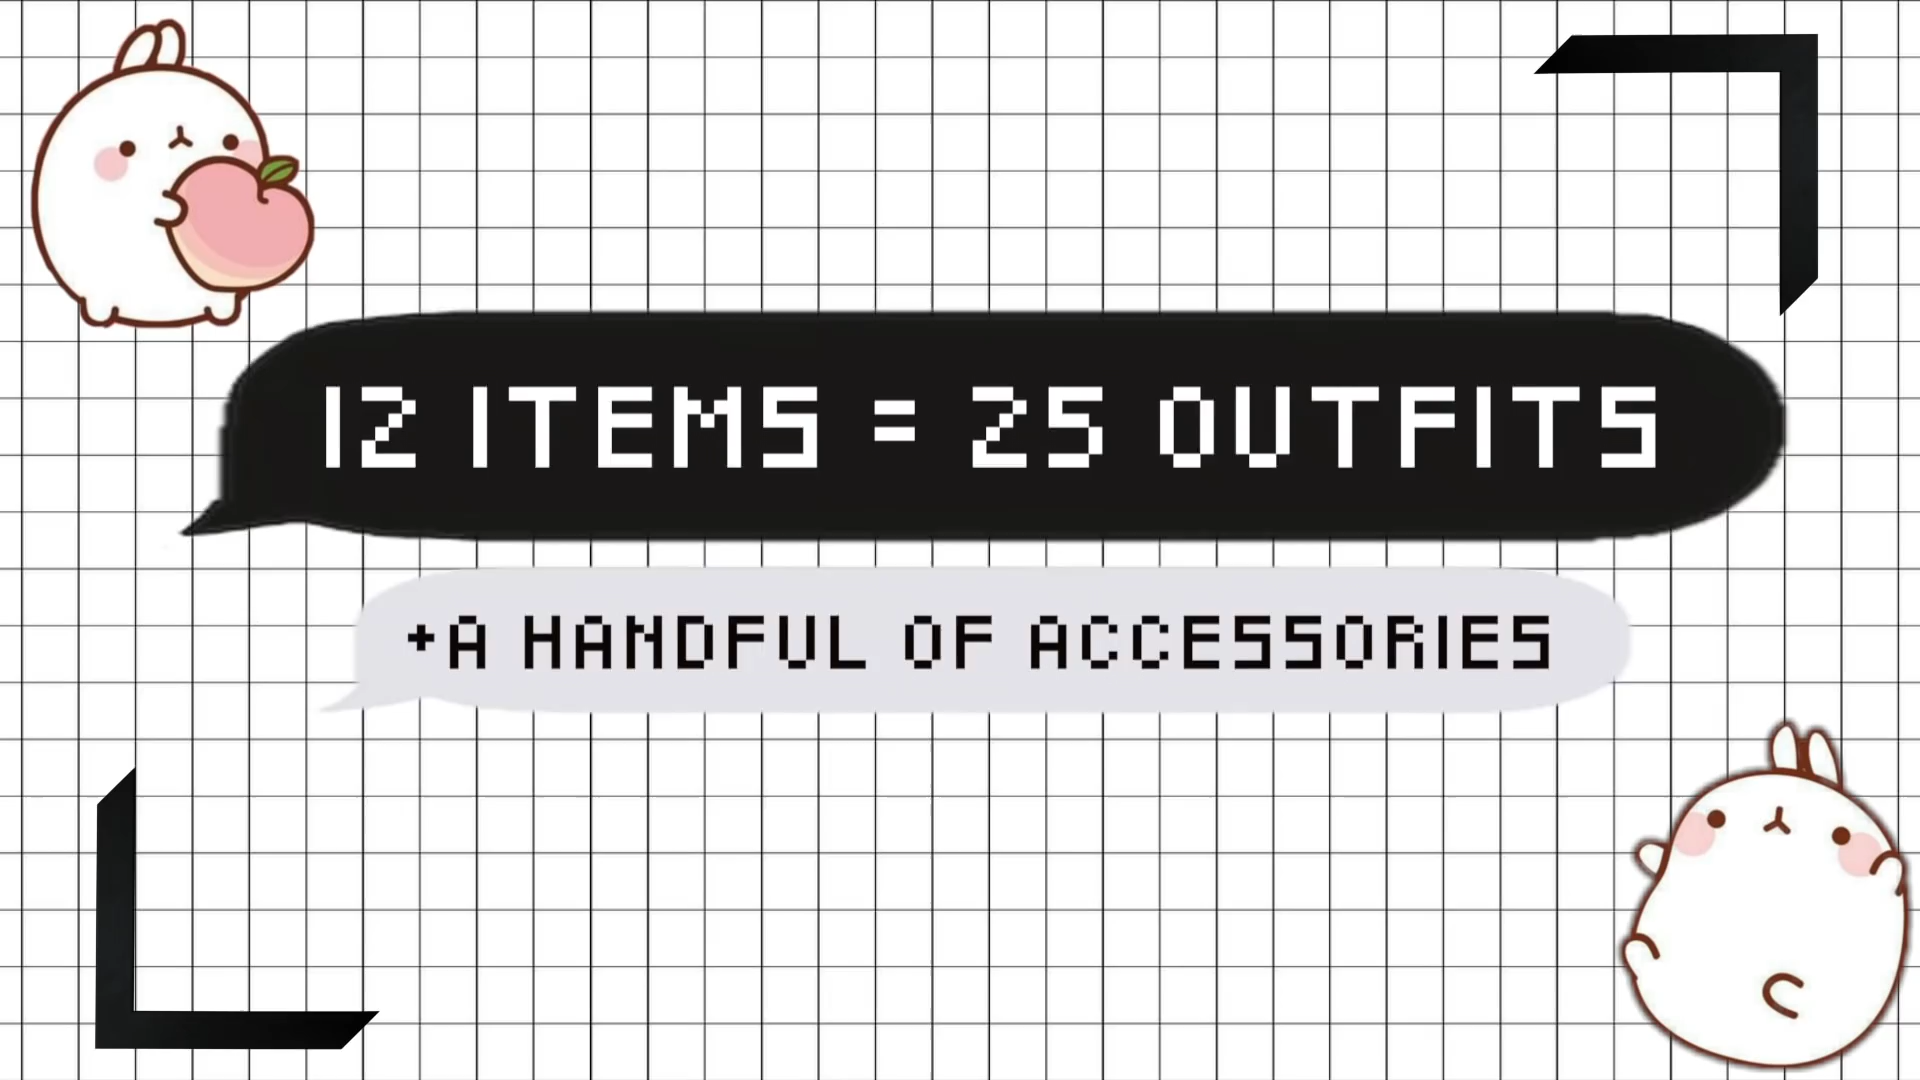 12 ITEMS = 25 OUTFITS
+A HANDFUL OF ACCESSORIES